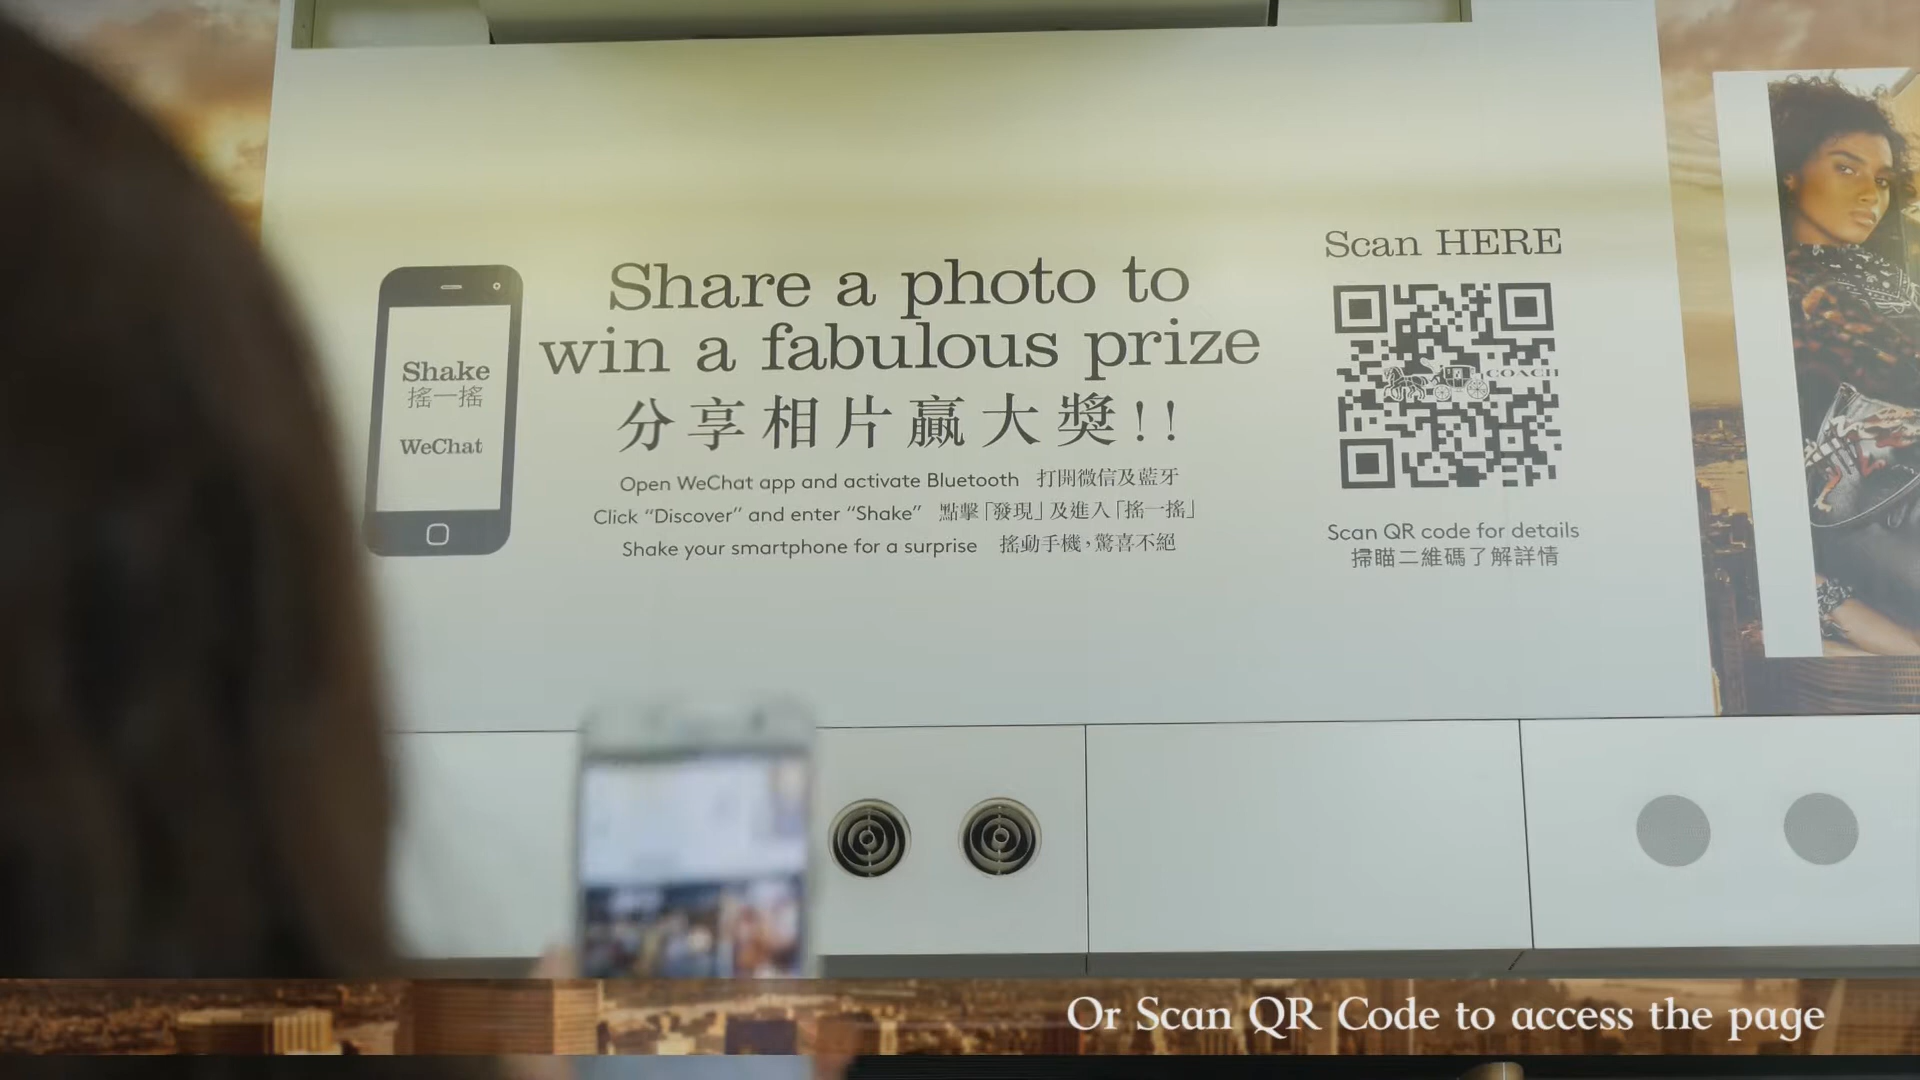 Scan HERE
Share a photo to
win a fabulous prize
分享相片贏大獎!!
Shake
搖一搖
WeChat
COACH
Open WeChat app and activate Bluetooth 打開微信及藍牙
Click “Discover” and enter “Shake” 點擊「發現」及進入「搖一搖」
Shake your smartphone for a surprise 搖動手機，驚喜不絕
Scan QR code for details
掃瞄二維碼了解詳情
Or Scan QR Code to access the page